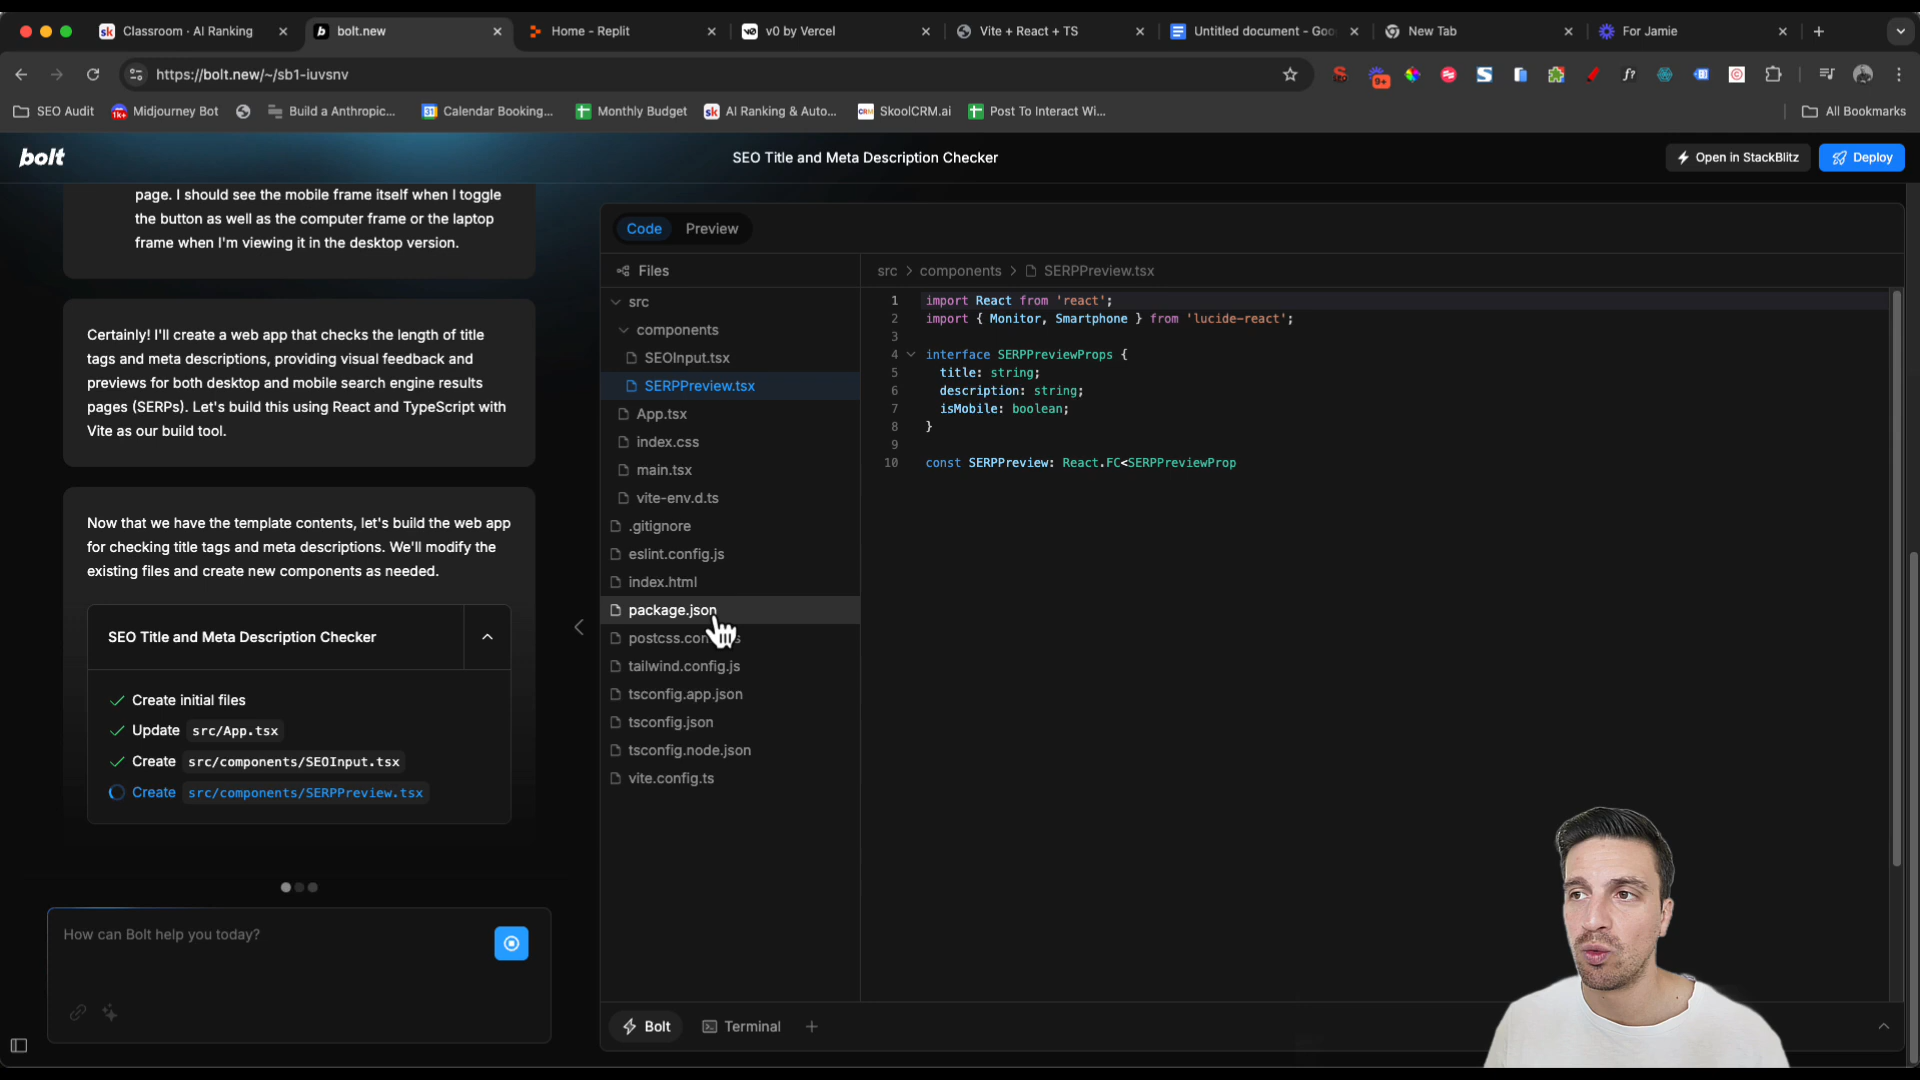 Classroom · AI Ranking
bolt.new
Home - Replit
v0 by Vercel
Vite + React + TS
Untitled document - Goo
New Tab
For Jamie
https://bolt.new/~/sb1-iuvsnv
9+
f?
SEO Audit
1k+
Midjourney Bot
Build a Anthropic...
31
Calendar Booking...
Monthly Budget
sk
AI Ranking & Auto...
CRM
SkoolCRM.ai
Post To Interact Wi...
All Bookmarks
bolt
SEO Title and Meta Description Checker
Open in StackBlitz
Deploy
page. I should see the mobile frame itself when I toggle
the button as well as the computer frame or the laptop
frame when I'm viewing it in the desktop version.
Certainly! I'll create a web app that checks the length of title
tags and meta descriptions, providing visual feedback and
previews for both desktop and mobile search engine results
pages (SERPs). Let's build this using React and TypeScript with
Vite as our build tool.
Now that we have the template contents, let's build the web app
for checking title tags and meta descriptions. We'll modify the
existing files and create new components as needed.
SEO Title and Meta Description Checker
Create initial files
Update src/App.tsx
Create src/components/SEOInput.tsx
Create src/components/SERPPreview.tsx
How can Bolt help you today?
Code
Preview
Files
src
components
SEOInput.tsx
SERPPreview.tsx
App.tsx
index.css
main.tsx
vite-env.d.ts
.gitignore
eslint.config.js
index.html
package.json
tailwind.config.js
tsconfig.app.json
tsconfig.json
tsconfig.node.json
vite.config.ts
src > components > SERPPreview.tsx
1 import React from 'react';
2 import { Monitor, Smartphone } from 'lucide-react';
3
4 interface SERPPreviewProps {
5 title: string;
6 description: string;
7 isMobile: boolean;
8 }
9
10 const SERPPreview: React.FC<SERPPreviewProp
Bolt
Terminal